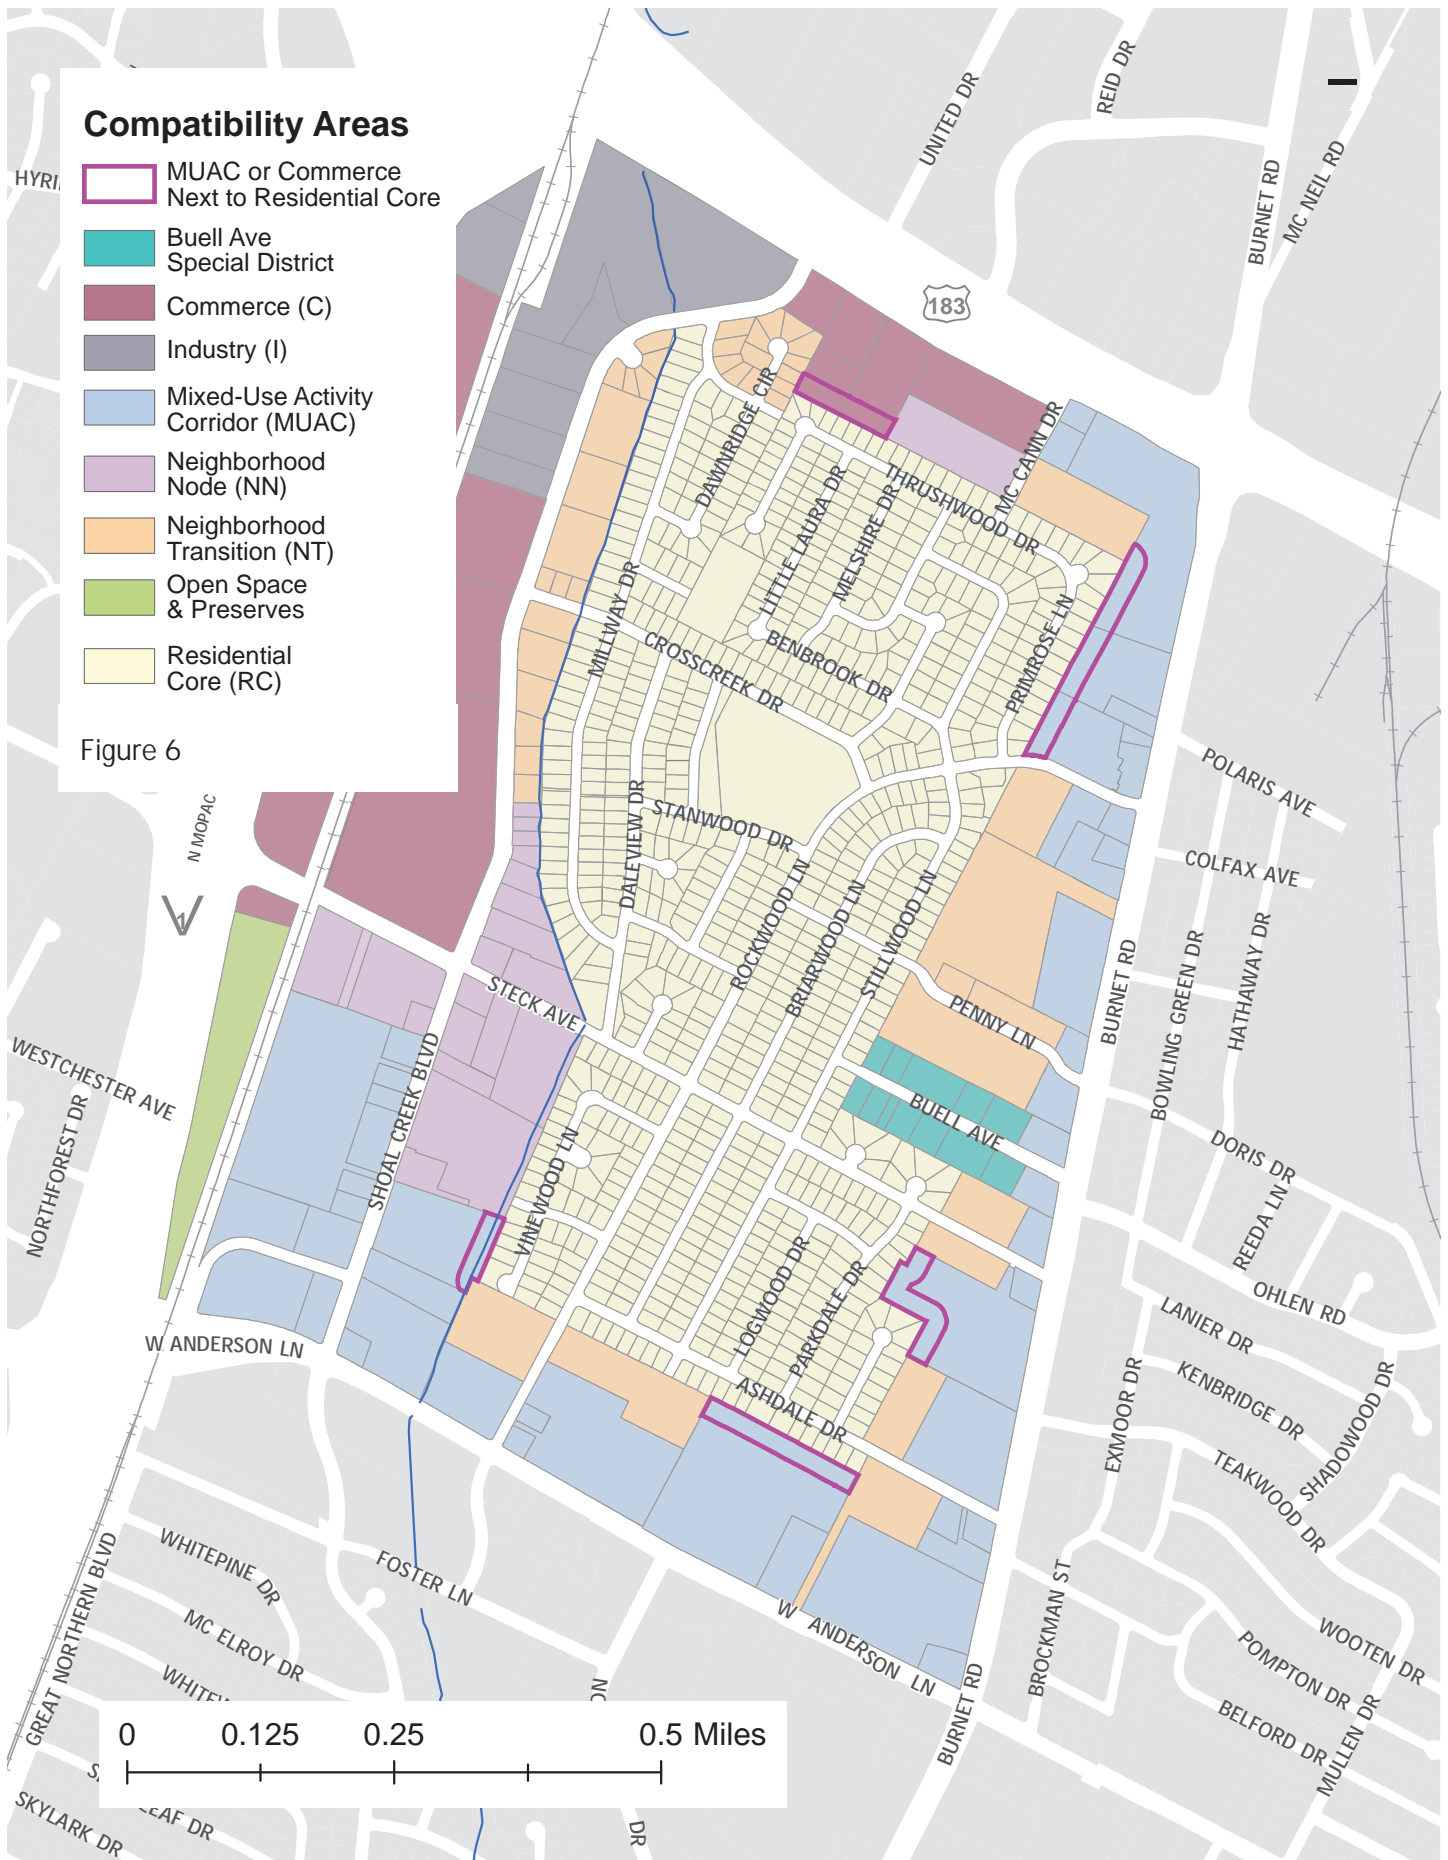 Compatibility Areas
MUAC or Commerce
Next to Residential Core
Buell Ave
Special District
Commerce (C)
Industry (I)
Mixed-Use Activity
Corridor (MUAC)
Neighborhood
Node (NN)
Neighborhood
Transition (NT)
Open Space
& Preserves
Residential
Core (RC)
Figure 6
UNITED DR
REID DR
BURNET RD
MC NEIL RD
183
DAWNRIDGE CIR
MC CANN DR
THRUSHWOOD DR
LITTLE LAURA DR
MELSHIRE DR
MILLWAY DR
CROSSCREEK DR
BENBROOK DR
PRIMROSE LN
POLARIS AVE
N MOPAC
1
STANWOOD DR
DALEVIEW DR
COLFAX AVE
ROCKWOOD LN
BRIARWOOD LN
STILLWOOD LN
BURNET RD
BOWLING GREEN DR
HATHAWAY DR
STECK AVE
PENNY LN
WESTCHESTER AVE
NORTHFOREST DR
SHOAL CREEK BLVD
BUELL AVE
DORIS DR
VINEWOOD LN
REEDA LN
LOGWOOD DR
PARKDALE DR
OHLEN RD
LANIER DR
W ANDERSON LN
KENBRIDGE DR
EXMOOR DR
SHADOWOOD DR
ASHDALE DR
TEAKWOOD DR
WHITEPINE DR
FOSTER LN
GREAT NORTHERN BLVD
MC ELROY DR
W ANDERSON LN
BROCKMAN ST
WOOTEN DR
POMPTON DR
BELFORD DR
MULLEN DR
BURNET RD
0 0.125 0.25 0.5 Miles
SKYLARK DR
DR